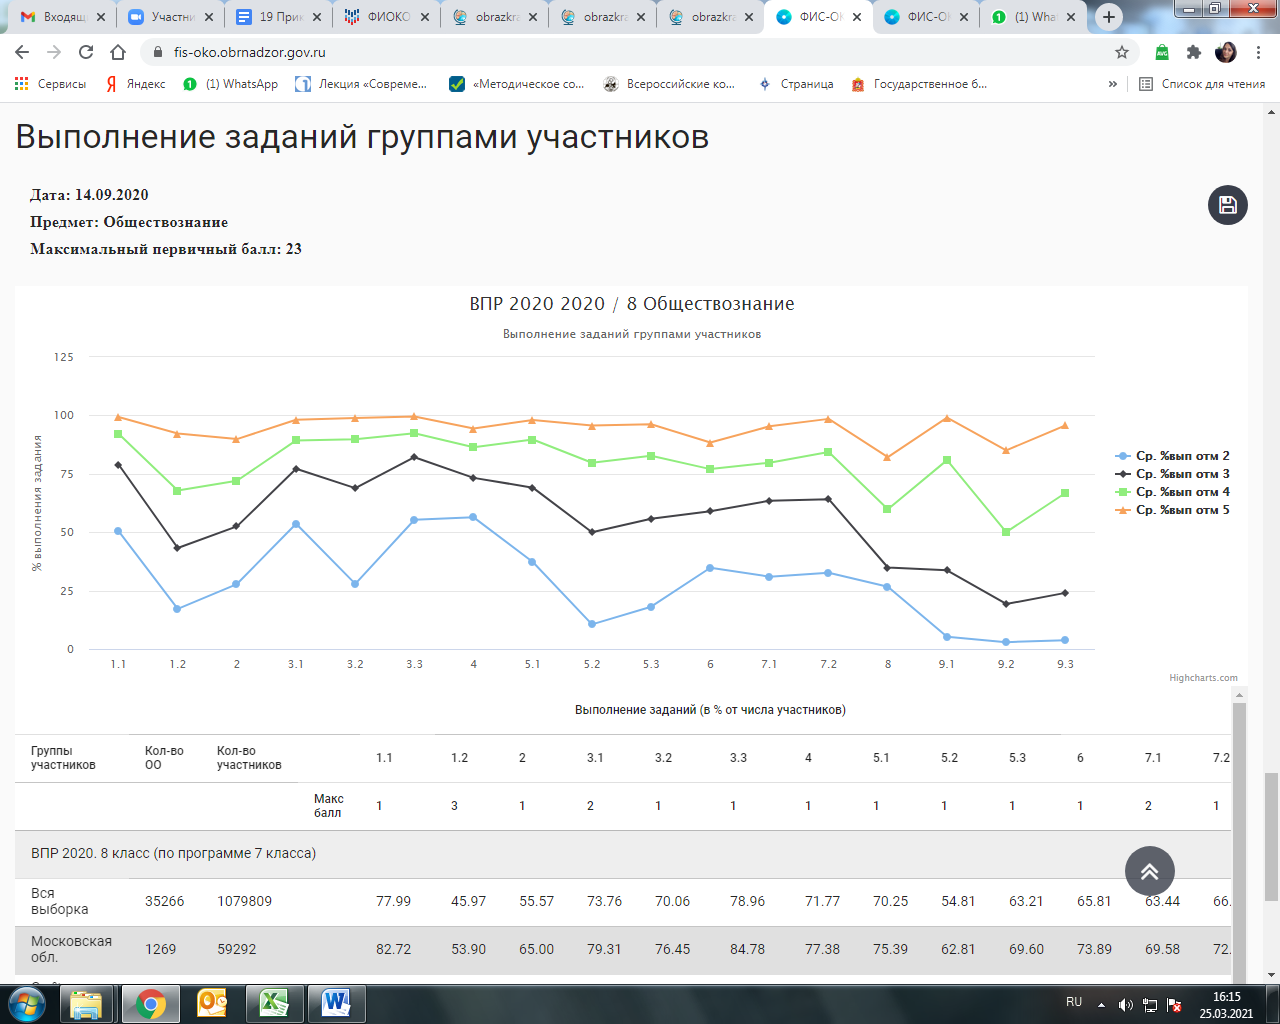 Входящи
Участни
19 Прик
ФИОКО
obrazkra
obrazkra
obrazkra
ФИС-ОК
ФИС-ОК
(1) What
fis-oko.obrnadzor.gov.ru
Сервисы
Яндекс
(1) WhatsApp
Лекция «Совреме...
«Методическое со...
Всероссийские ко...
Страница
Государственное б...
»
Список для чтения
Выполнение заданий группами участников
Дата: 14.09.2020
Предмет: Обществознание
Максимальный первичный балл: 23
ВПР 2020 2020 / 8 Обществознание
Выполнение заданий группами участников
% выполнения задания
125
100
75
50
25
0
1.1 1.2 2 3.1 3.2 3.3 4 5.1 5.2 5.3 6 7.1 7.2 8 9.1 9.2 9.3
Ср. %вып отм 2
Ср. %вып отм 3
Ср. %вып отм 4
Ср. %вып отм 5
Highcharts.com
Выполнение заданий (в % от числа участников)
Группы участников Кол-во ОО Кол-во участников 1.1 1.2 2 3.1 3.2 3.3 4 5.1 5.2 5.3 6 7.1 7.2
Макс балл 1 3 1 2 1 1 1 1 1 1 1 2 1
ВПР 2020. 8 класс (по программе 7 класса)
Вся выборка 35266 1079809 77.99 45.97 55.57 73.76 70.06 78.96 71.77 70.25 54.81 63.21 65.81 63.44 66.
Московская обл. 1269 59292 82.72 53.90 65.00 79.31 76.45 84.78 77.38 75.39 62.81 69.60 73.89 69.58 72.
RU
16:15
25.03.2021